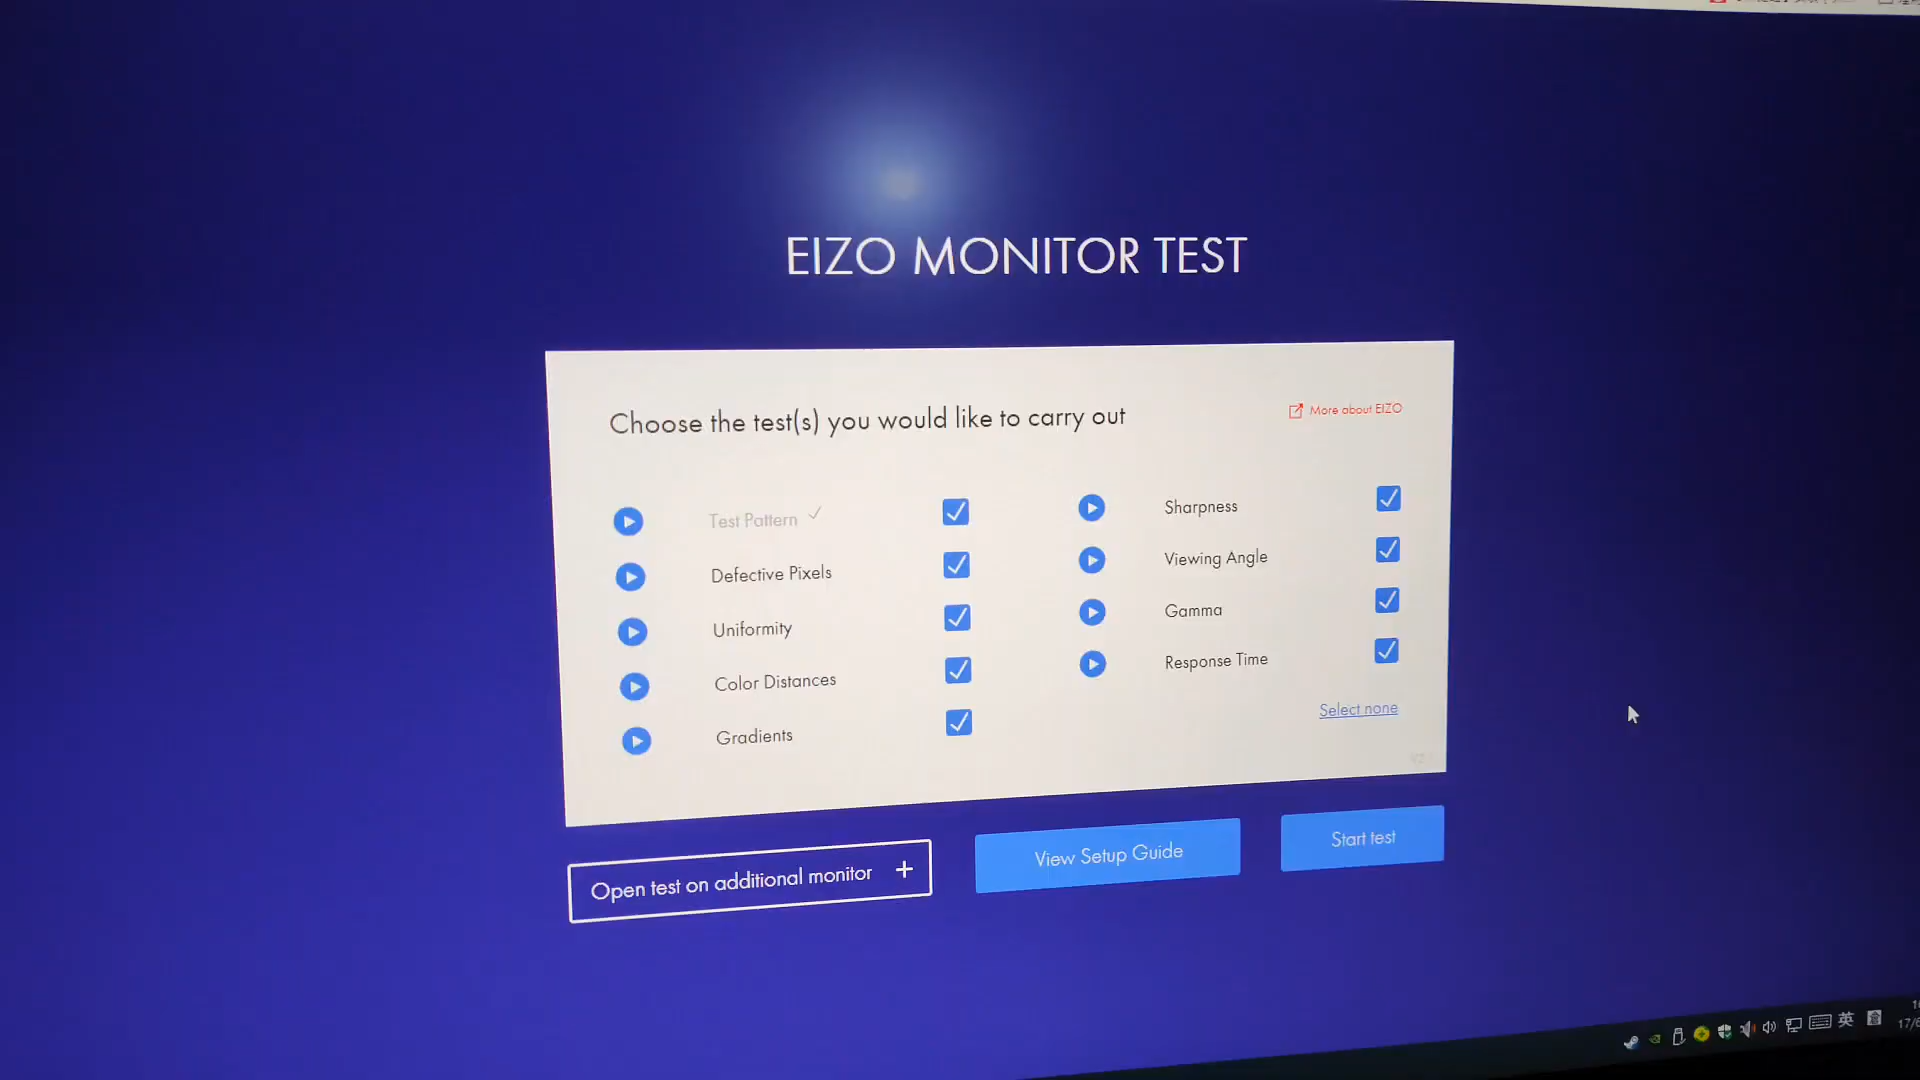 EIZO MONITOR TEST
Choose the test(s) you would like to carry out
More about EIZO
Test Pattern
Sharpness
Defective Pixels
Viewing Angle
Uniformity
Gamma
Color Distances
Response Time
Gradients
Select none
Open test on additional monitor +
View Setup Guide
Start test
英
17/6